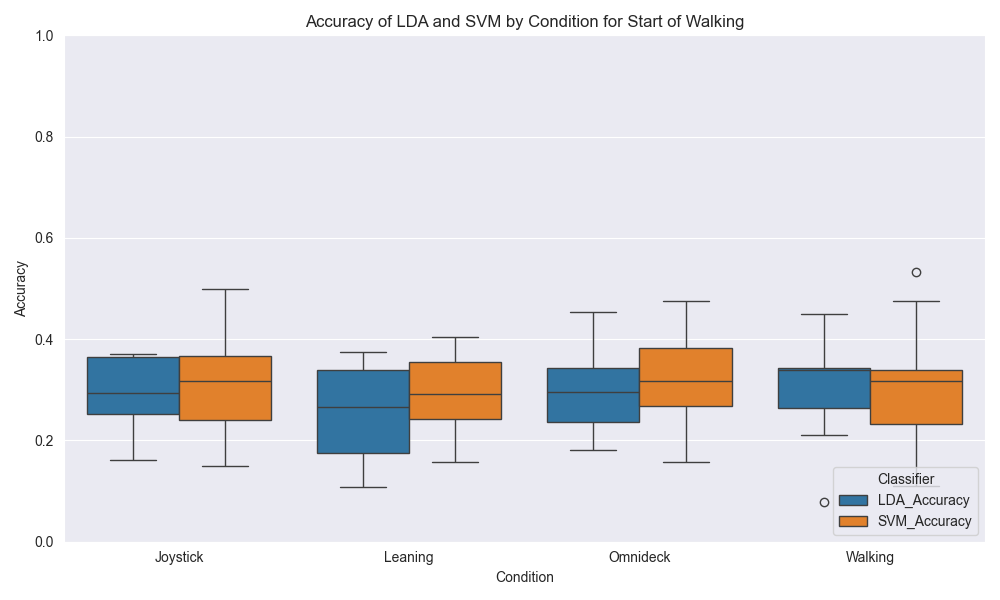 Accuracy of LDA and SVM by Condition for Start of Walking
1.0
0.8
0.6
0.4
0.2
0.0
Accuracy
Joystick
Leaning
Omnideck
Walking
Condition
Classifier
LDA_Accuracy
SVM_Accuracy